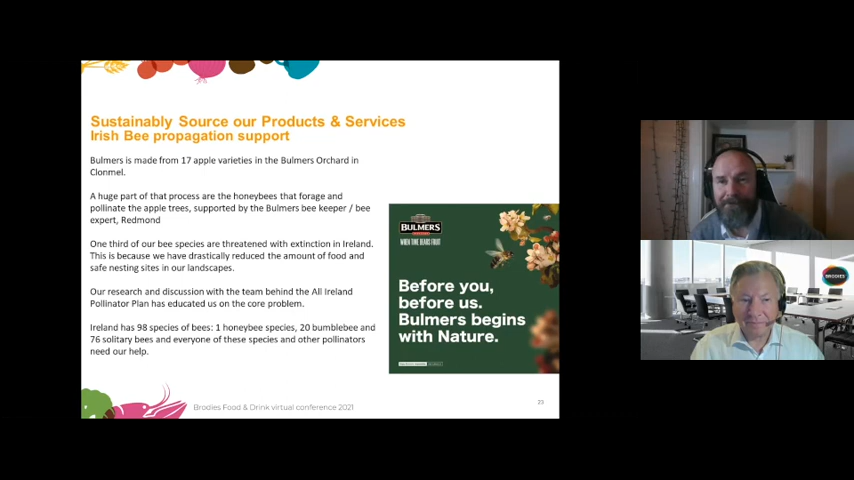 Sustainably Source our Products & Services
Irish Bee propagation support
Bulmers is made from 17 apple varieties in the Bulmers Orchard in
Clonmel.
A huge part of that process are the honeybees that forage and
pollinate the apple trees, supported by the Bulmers bee keeper / bee
expert, Redmond
One third of our bee species are threatened with extinction in Ireland.
This is because we have drastically reduced the amount of food and
safe nesting sites in our landscapes.
Our research and discussion with the team behind the All Ireland
Pollinator Plan has educated us on the core problem.
Ireland has 98 species of bees: 1 honeybee species, 20 bumblebee and
76 solitary bees and everyone of these species and other pollinators
need our help.
BULMERS
WHEN TIME BEARS FRUIT
Before you,
before us.
Bulmers begins
with Nature.
Brodies Food & Drink virtual conference 2021
23
BRODIES